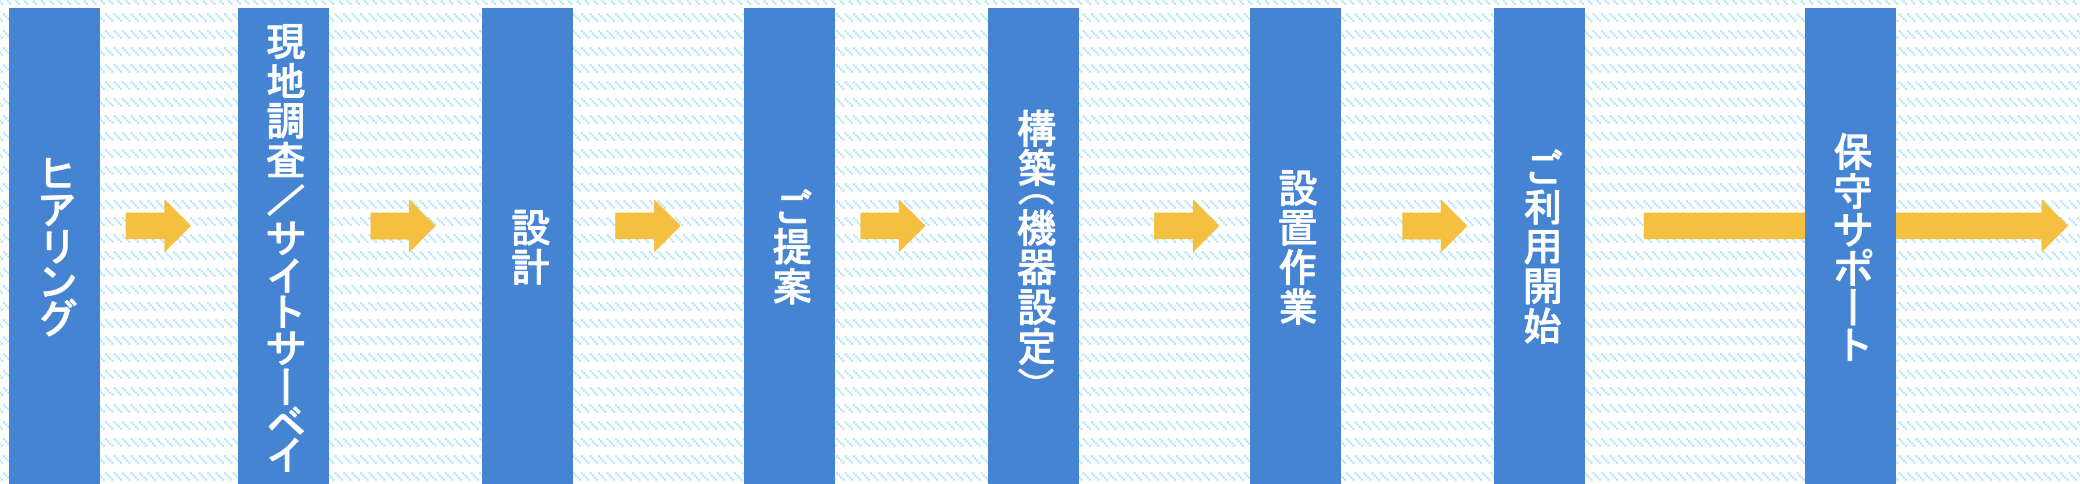 ヒアリング
現地調査／サイトサーベイ
設計
ご提案
構築（機器設定）
設置作業
ご利用開始
保守サポート